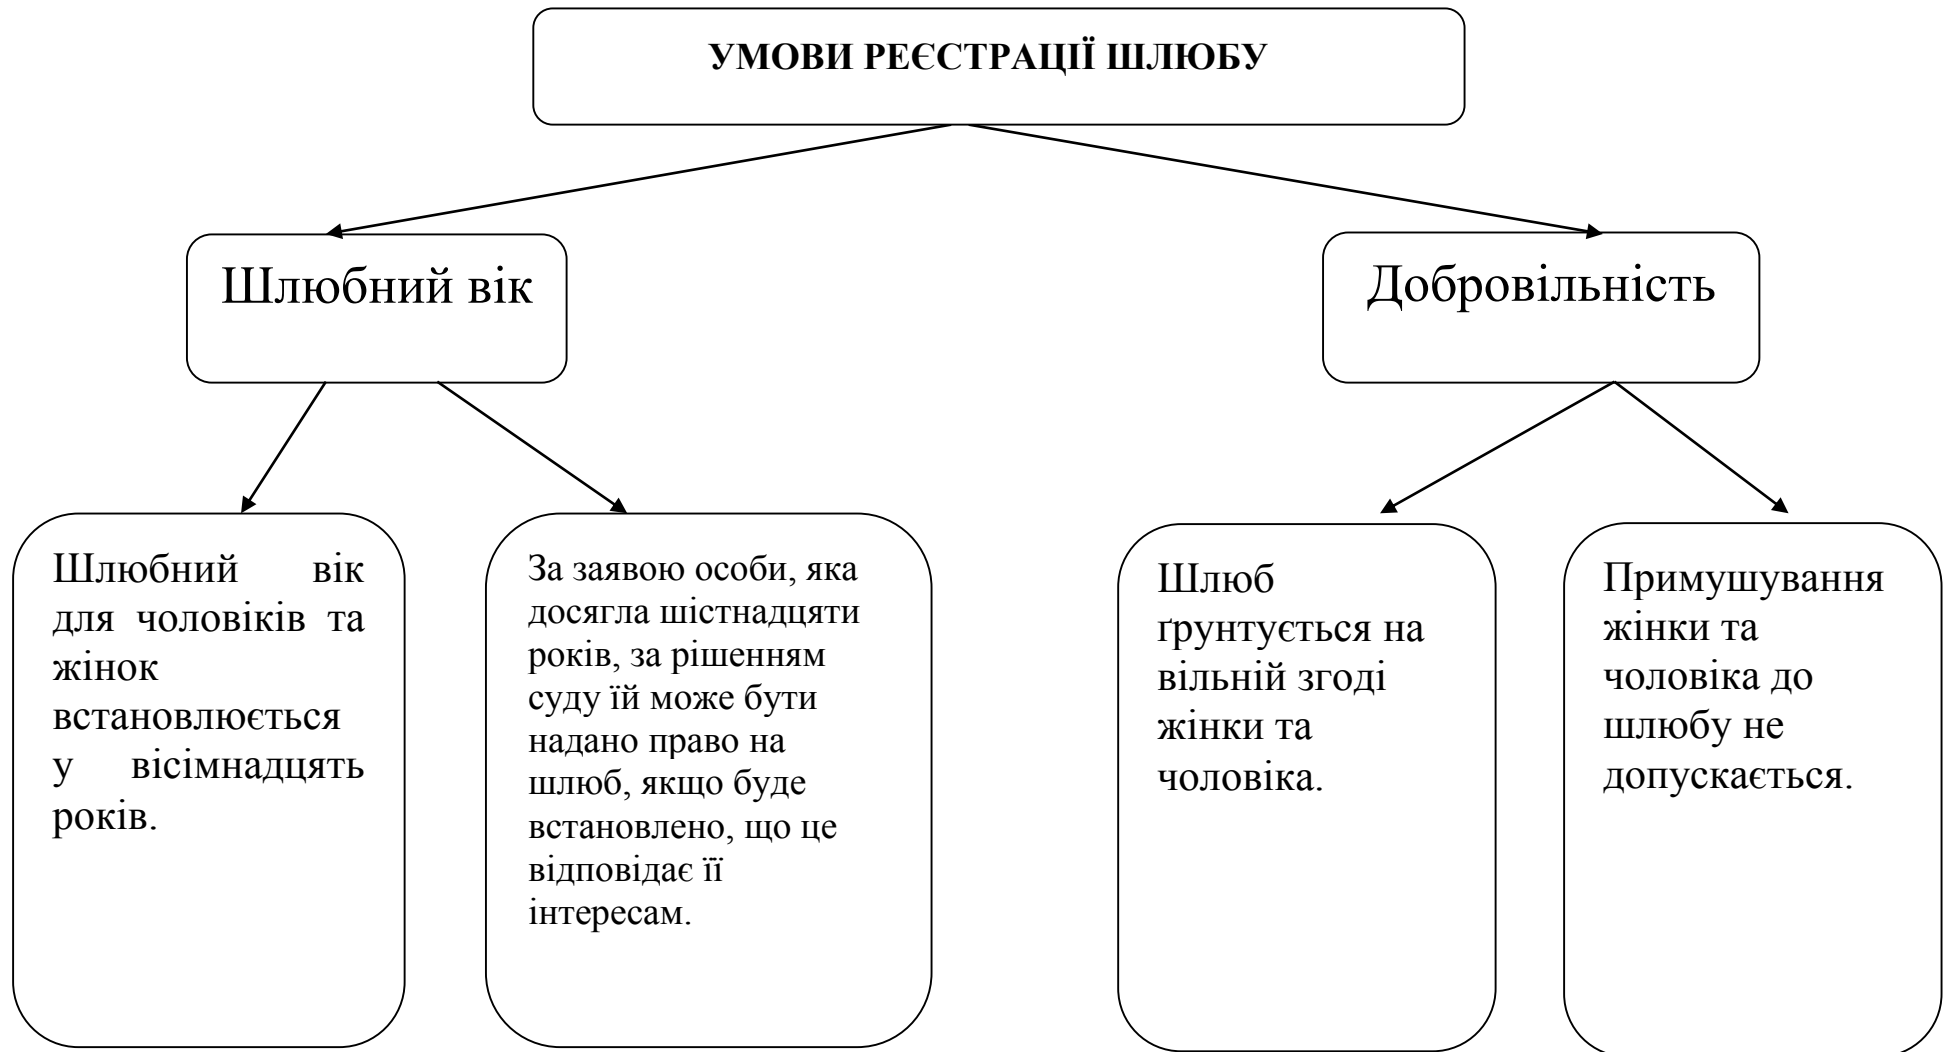 УМОВИ РЕЄСТРАЦІЇ ШЛЮБУ
Шлюбний вік
Добровільність
Шлюбний вік
для чоловіків та
жінок
встановлюється
у вісімнадцять
років.
За заявою особи, яка
досягла шістнадцяти
років, за рішенням
суду їй може бути
надано право на
шлюб, якщо буде
встановлено, що це
відповідає її
інтересам.
Шлюб
ґрунтується на
вільній згоді
жінки та
чоловіка.
Примушування
жінки та
чоловіка до
шлюбу не
допускається.